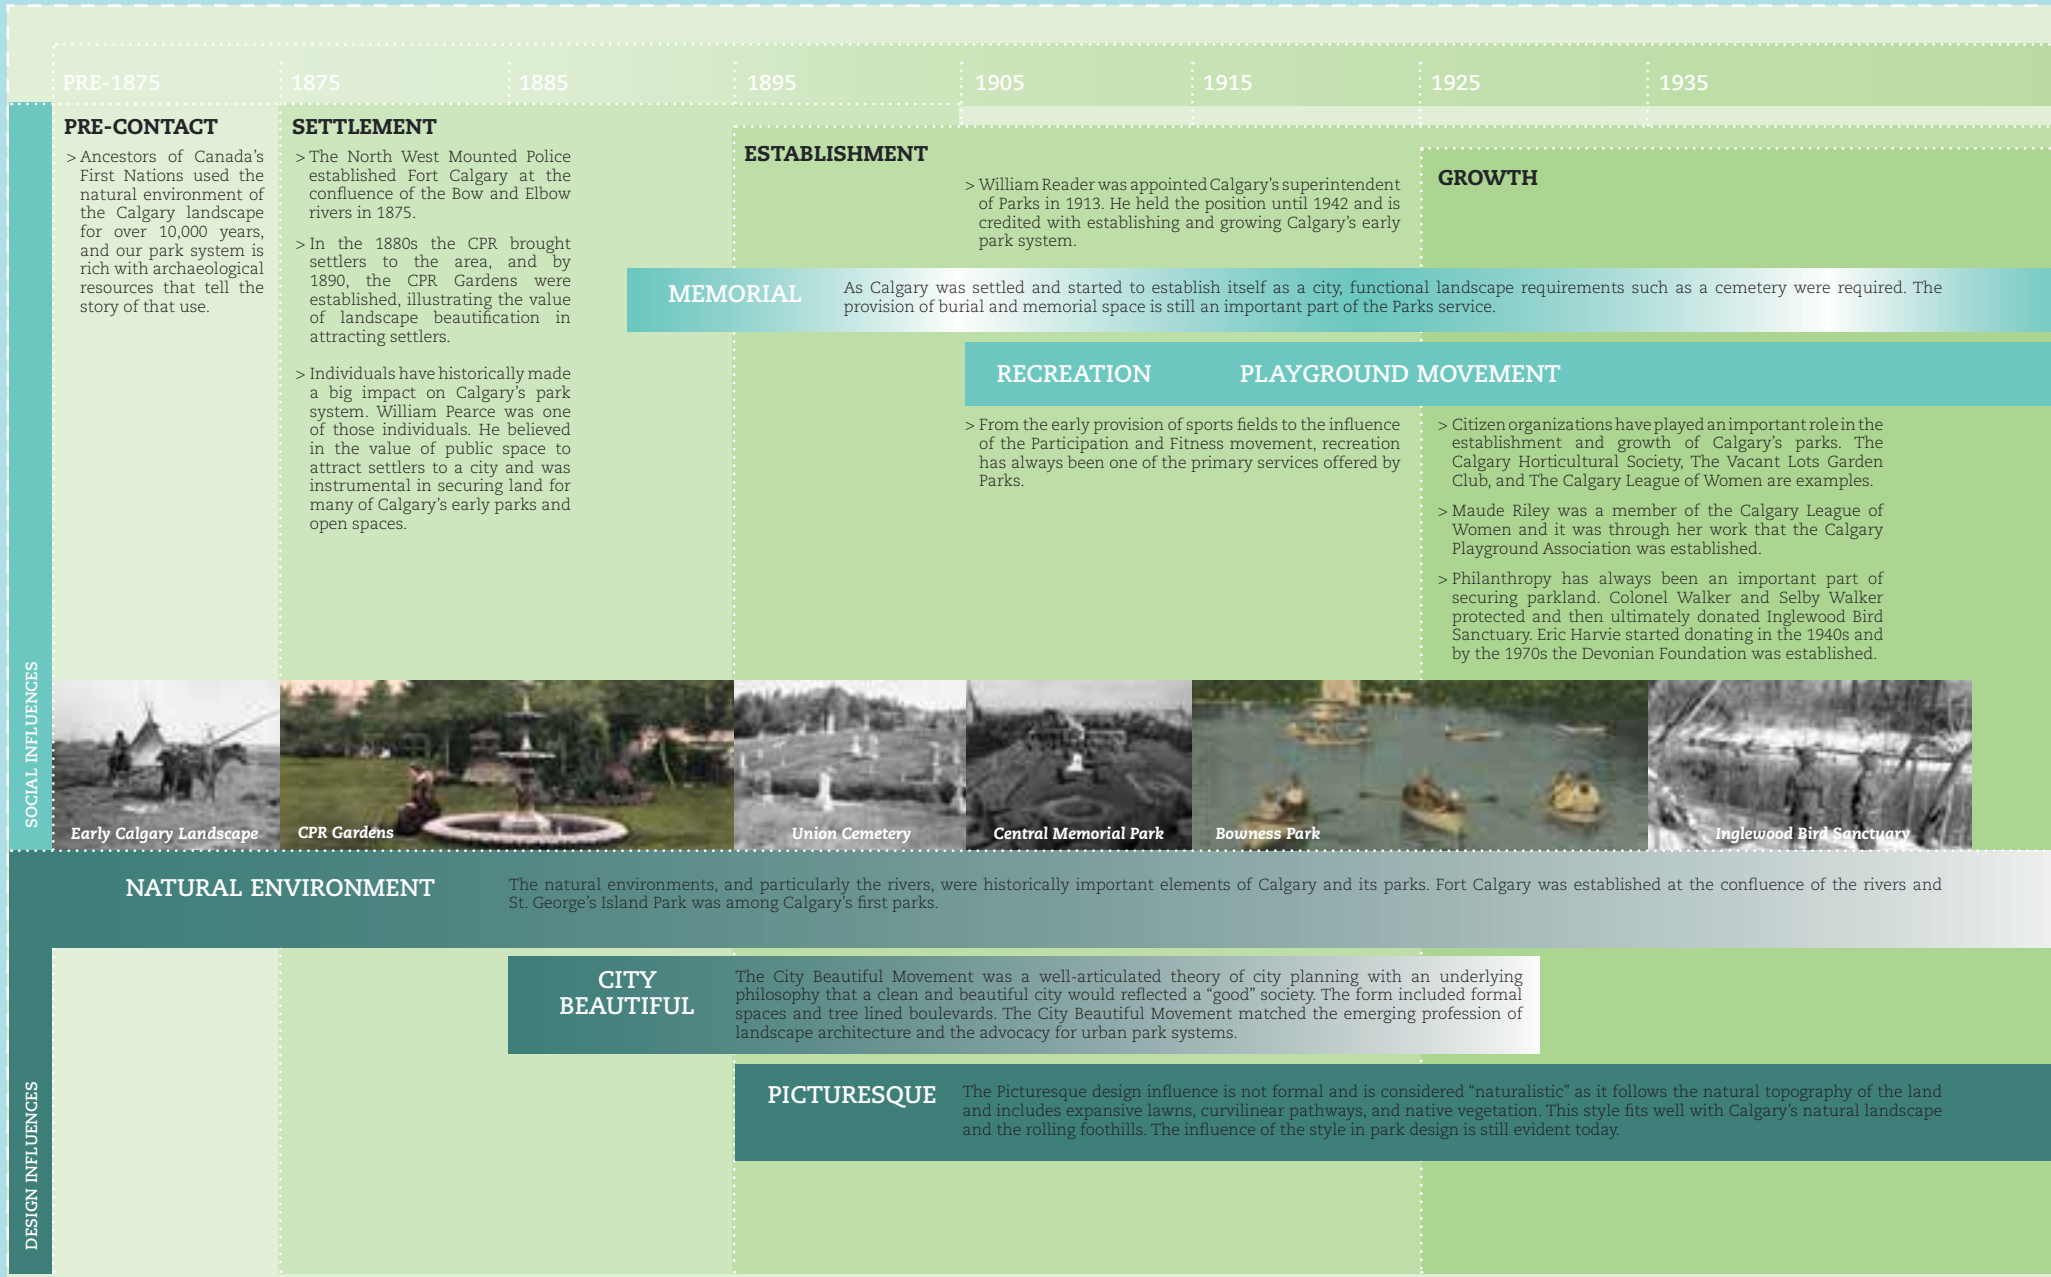 PRE-1875
1875
1885
1895
1905
1915
1925
1935
SOCIAL INFLUENCES
PRE-CONTACT
> Ancestors of Canada's
First Nations used the
natural environment of
the Calgary landscape
for over 10,000 years,
and our park system is
rich with archaeological
resources that tell the
story of that use.
SETTLEMENT
> The North West Mounted Police
established Fort Calgary at the
confluence of the Bow and Elbow
rivers in 1875.
> In the 1880s the CPR brought
settlers to the area, and by
1890, the CPR Gardens were
established, illustrating the value
of landscape beautification in
attracting settlers.
> Individuals have historically made
a big impact on Calgary's park
system. William Pearce was one
of those individuals. He believed
in the value of public space to
attract settlers to a city and was
instrumental in securing land for
many of Calgary's early parks and
open spaces.
ESTABLISHMENT
> William Reader was appointed Calgary's superintendent
of Parks in 1913. He held the position until 1942 and is
credited with establishing and growing Calgary's early
park system.
GROWTH
MEMORIAL
As Calgary was settled and started to establish itself as a city, functional landscape requirements such as a cemetery were required. The
provision of burial and memorial space is still an important part of the Parks service.
RECREATION
PLAYGROUND MOVEMENT
> From the early provision of sports fields to the influence
of the Participation and Fitness movement, recreation
has always been one of the primary services offered by
Parks.
> Citizen organizations have played an important role in the
establishment and growth of Calgary's parks. The
Calgary Horticultural Society, The Vacant Lots Garden
Club, and The Calgary League of Women are examples.
> Maude Riley was a member of the Calgary League of
Women and it was through her work that the Calgary
Playground Association was established.
> Philanthropy has always been an important part of
securing parkland. Colonel Walker and Selby Walker
protected and then ultimately donated Inglewood Bird
Sanctuary. Eric Harvie started donating in the 1940s and
by the 1970s the Devonian Foundation was established.
Early Calgary Landscape
CPR Gardens
Union Cemetery
Central Memorial Park
Bowness Park
Inglewood Bird Sanctuary
DESIGN INFLUENCES
NATURAL ENVIRONMENT
The natural environments, and particularly the rivers, were historically important elements of Calgary and its parks. Fort Calgary was established at the confluence of the rivers and
St. George's Island Park was among Calgary's first parks.
CITY
BEAUTIFUL
The City Beautiful Movement was a well-articulated theory of city planning with an underlying
philosophy that a clean and beautiful city would reflected a “good” society. The form included formal
spaces and tree lined boulevards. The City Beautiful Movement matched the emerging profession of
landscape architecture and the advocacy for urban park systems.
PICTURESQUE
The Picturesque design influence is not formal and is considered “naturalistic” as it follows the natural topography of the land
and includes expansive lawns, curvilinear pathways, and native vegetation. This style fits well with Calgary's natural landscape
and the rolling foothills. The influence of the style in park design is still evident today.